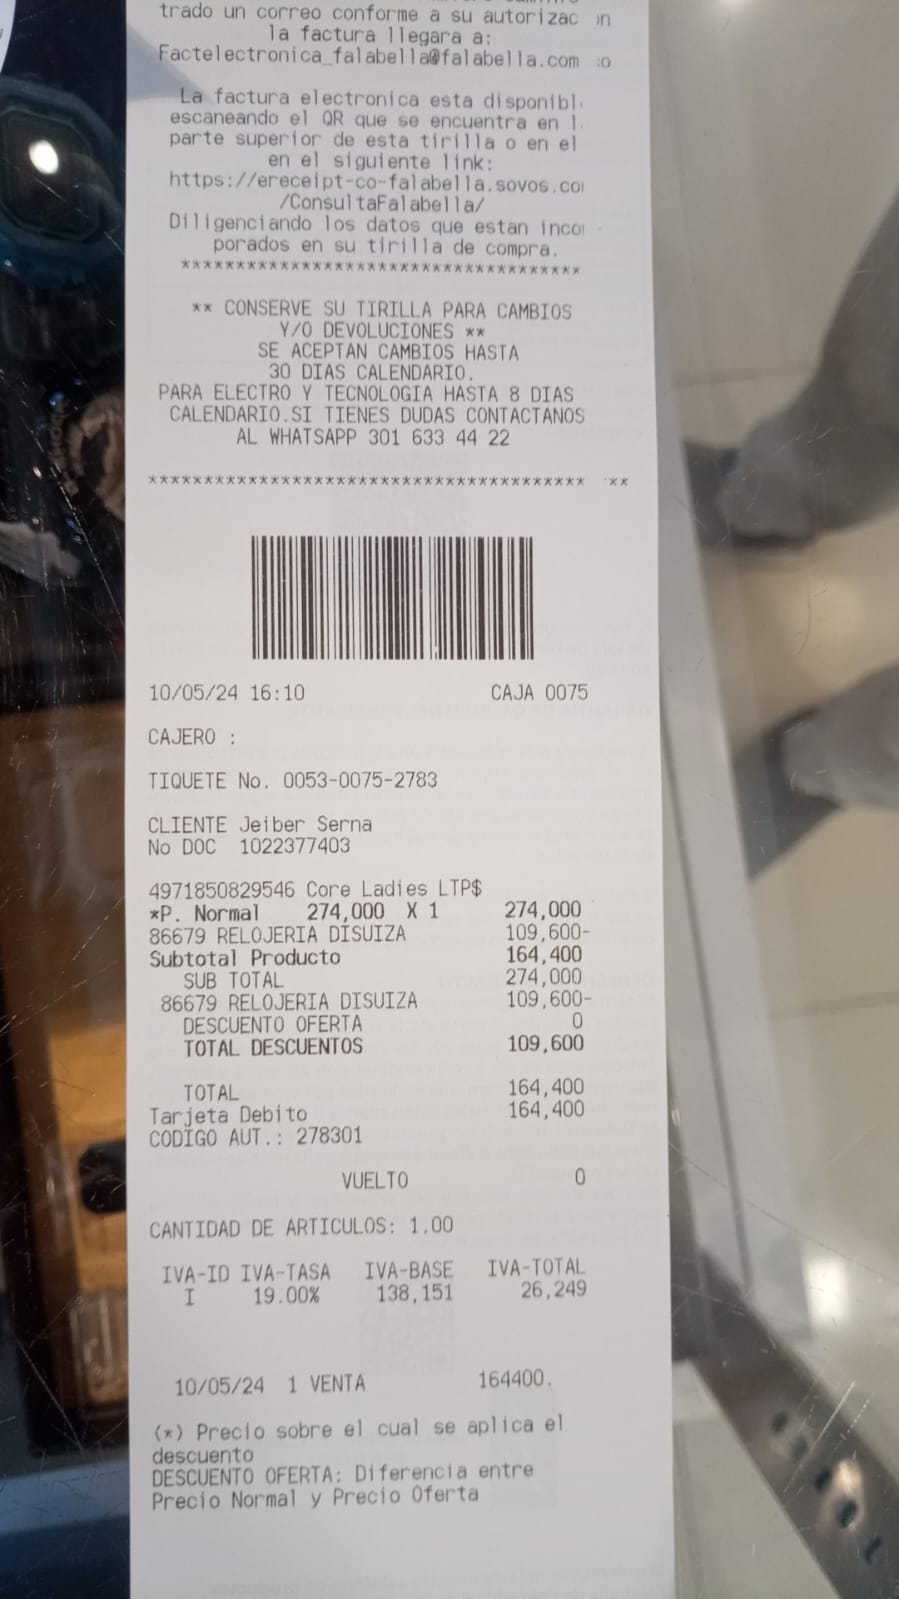 trado un correo conforme a su autorizac on
la factura llegara a:
Factelectronica_falabella@falabella.com :o
La factura electronica esta disponibl
escaneando el QR que se encuentra en l
parte superior de esta tirilla o en el
en el siguiente link:
https://ereceipt-co-falabella.sovos.co
/ConsultaFalabella/
Diligenciando los datos que estan inco
porados en su tirilla de compra.
*************************************
** CONSERVE SU TIRILLA PARA CAMBIOS
Y/O DEVOLUCIONES **
SE ACEPTAN CAMBIOS HASTA
30 DIAS CALENDARIO.
PARA ELECTRO Y TECNOLOGIA HASTA 8 DIAS
CALENDARIO.SI TIENES DUDAS CONTACTANOS
AL WHATSAPP 301 633 44 22
**************************************** **
10/05/24 16:10 CAJA 0075
CAJERO :
TIQUETE No. 0053-0075-2783
CLIENTE Jeiber Serna
No DOC 1022377403
4971850829546 Core Ladies LTP$
*P. Normal 274,000 X 1 274,000
86679 RELOJERIA DISUIZA 109,600-
Subtotal Producto 164,400
SUB TOTAL 274,000
86679 RELOJERIA DISUIZA 109,600-
DESCUENTO OFERTA 0
TOTAL DESCUENTOS 109,600
TOTAL 164,400
Tarjeta Debito 164,400
CODIGO AUT.: 278301
VUELTO 0
CANTIDAD DE ARTICULOS: 1.00
IVA-ID IVA-TASA IVA-BASE IVA-TOTAL
I 19.00% 138,151 26,249
10/05/24 1 VENTA 164400.
(*) Precio sobre el cual se aplica el
descuento
DESCUENTO OFERTA: Diferencia entre
Precio Normal y Precio Oferta